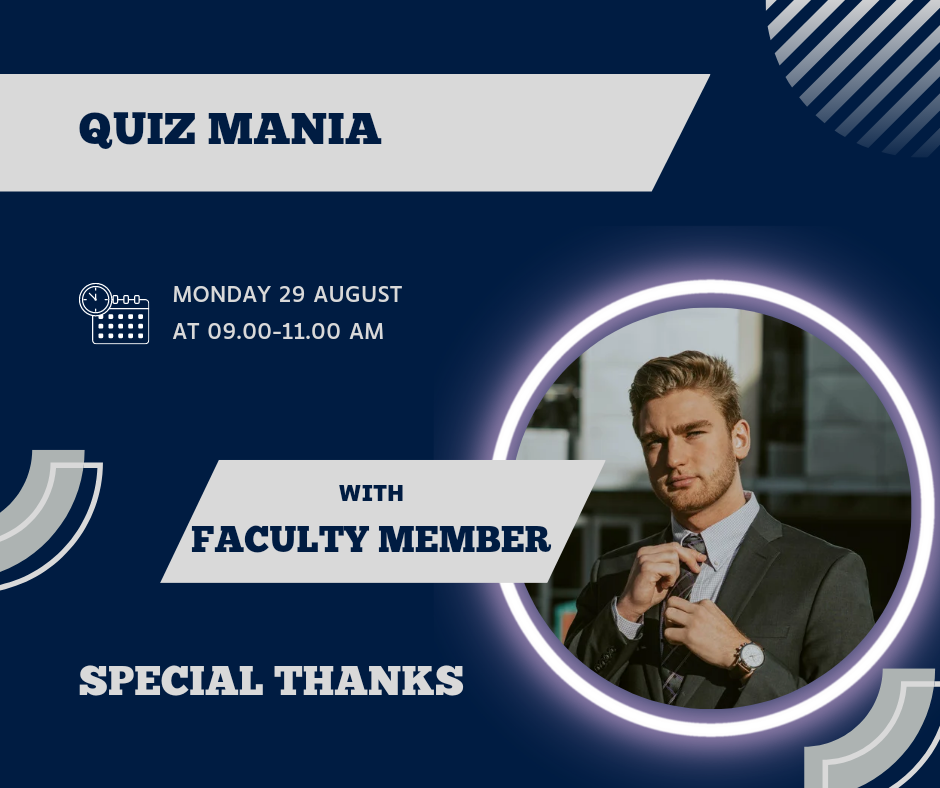 QUIZ MANIA
MONDAY 29 AUGUST
AT 09.00-11.00 AM
WITH
FACULTY MEMBER
SPECIAL THANKS